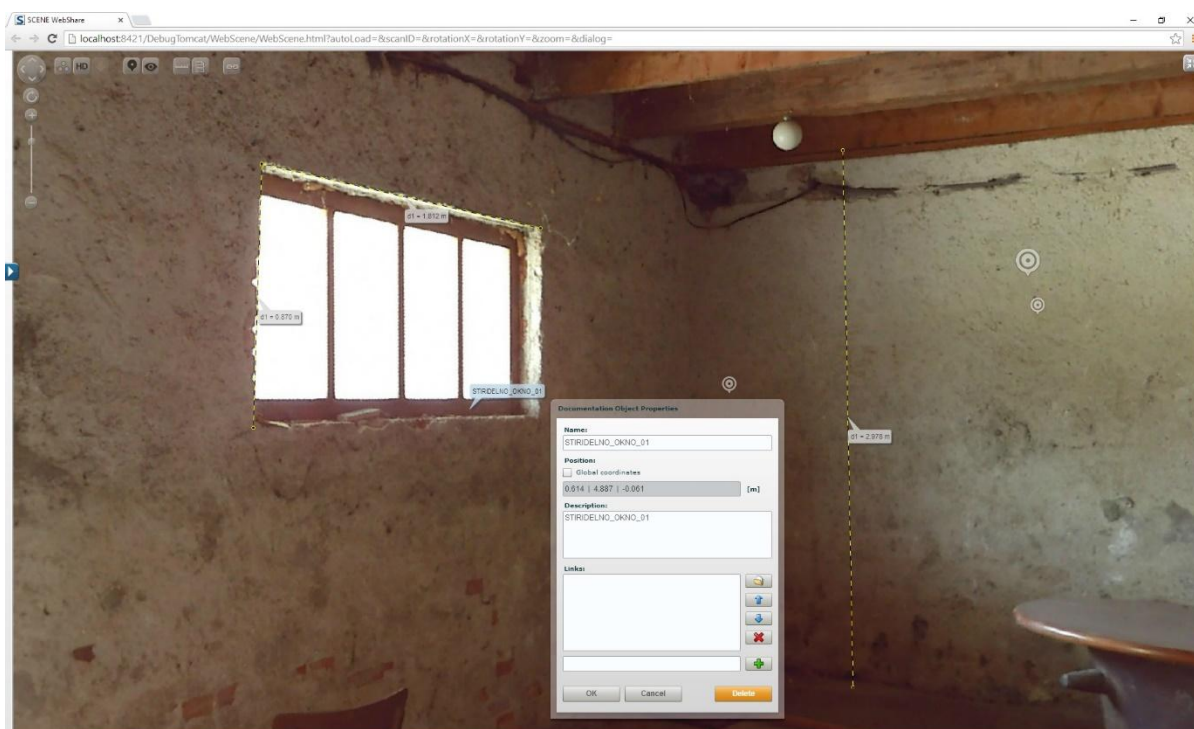 SCENE WebShare
localhost:8421/DebugTomcat/WebScene/WebScene.html?autoLoad=&scanID=&rotationX=&rotationY=&zoom=&dialog=
HD
d1 = 1.812 m
d1 = 0.870 m
STIRIDELNO_OKNO_01
Documentation Object Properties
Name:
STIRIDELNO_OKNO_01
Position:
Global coordinates
0.614 | 4.887 | -0.061 [m]
d1 = 2.978 m
Description:
STIRIDELNO_OKNO_01
Links:
OK Cancel Delete